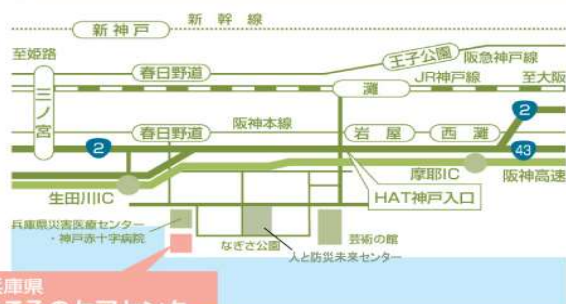 新幹線
新神戸
至姫路
王子公園
阪急神戸線
春日野道
JR神戸線
至大阪
灘
三ノ宮
2
阪神本線
春日野道
岩屋
西灘
2
43
生田川IC
摩耶IC
阪神高速
HAT神戸入口
兵庫県災害医療センター
・神戸赤十字病院
なぎさ公園
芸術の館
人と防災未来センター
兵庫県